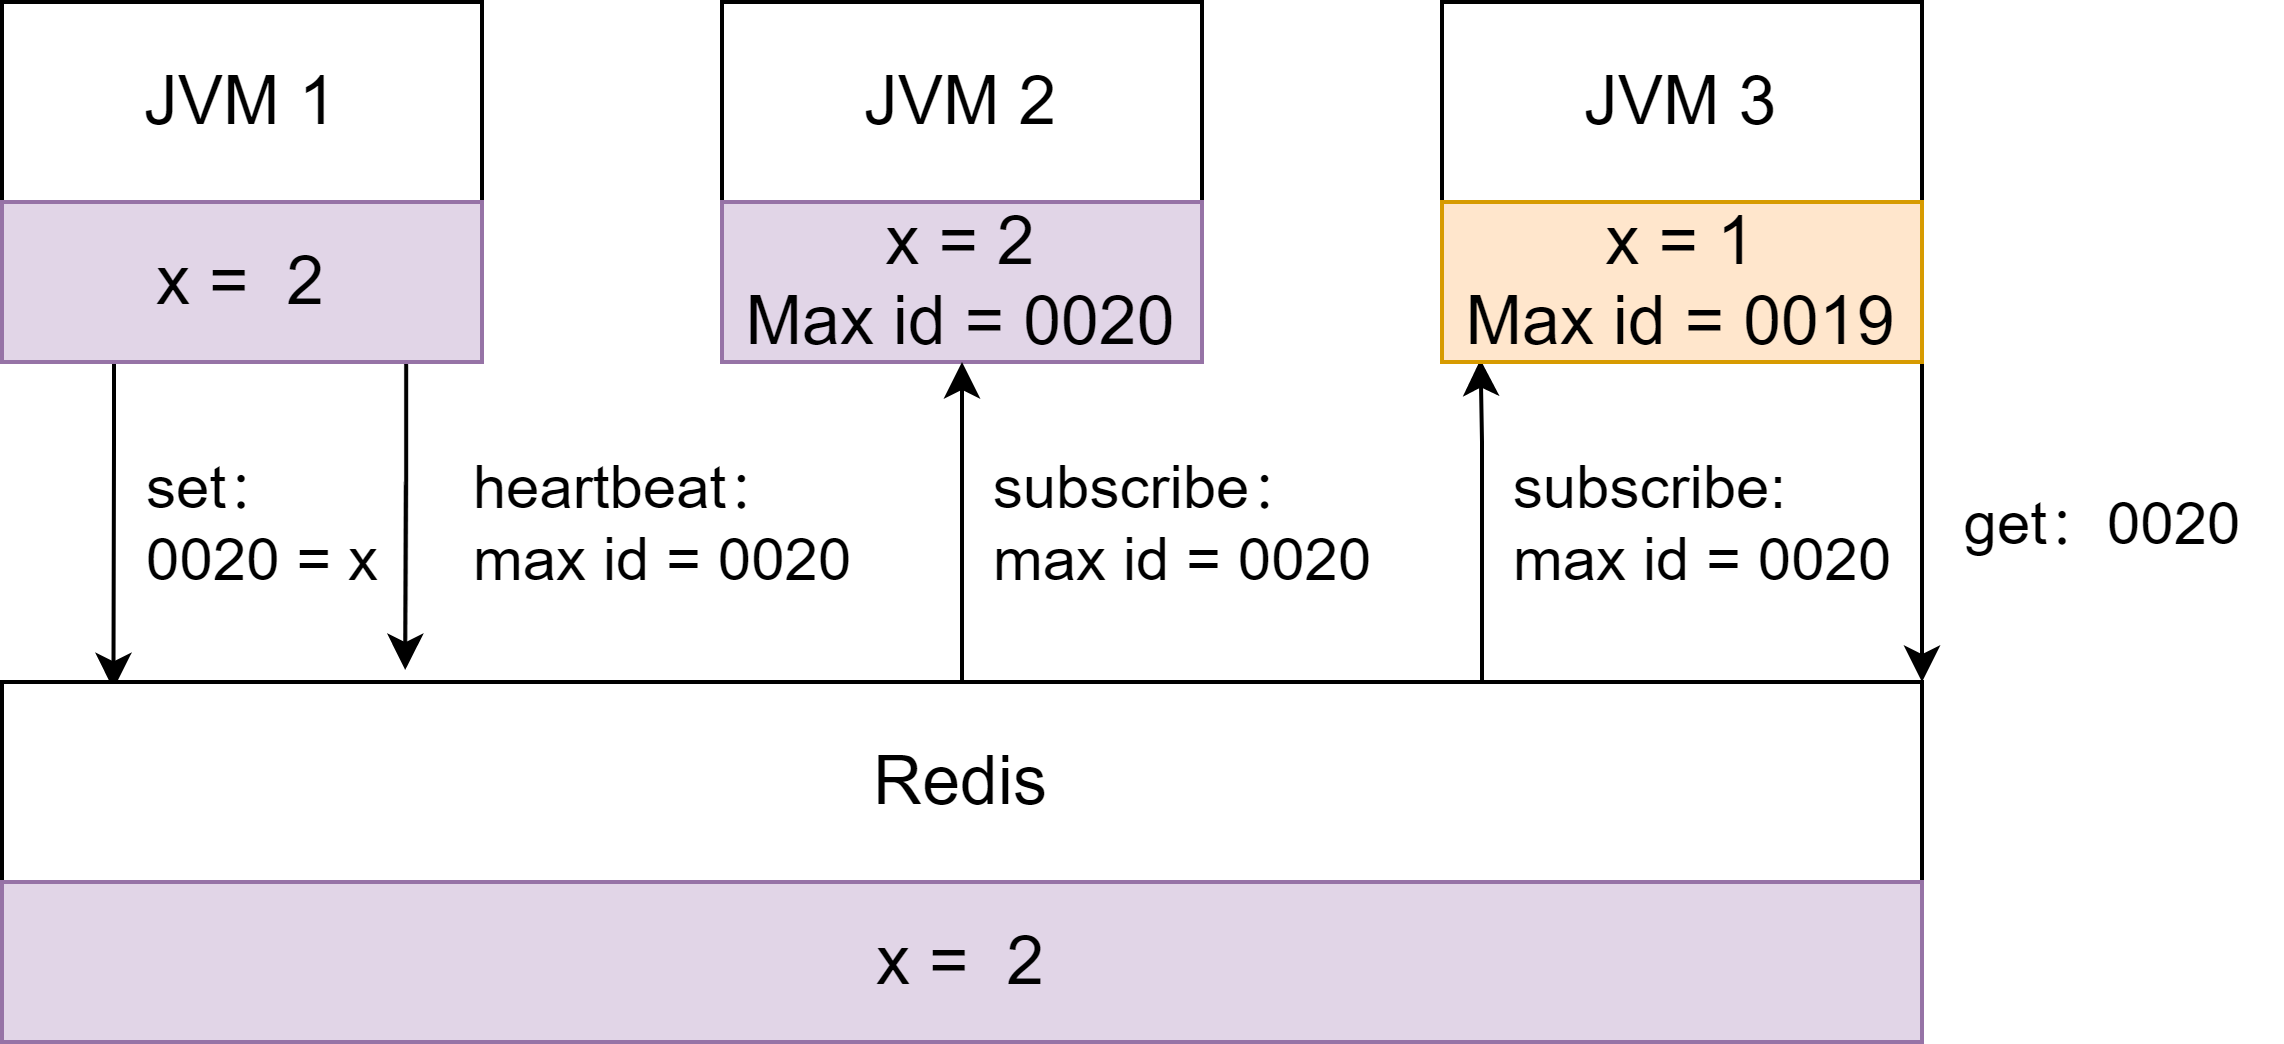 JVM 1
JVM 2
JVM 3
x =  2
x = 2
Max id = 0020
x = 1
Max id = 0019
set：
0020 = x
heartbeat：
max id = 0020
subscribe：
max id = 0020
subscribe:
max id = 0020
get：0020
Redis
x =  2